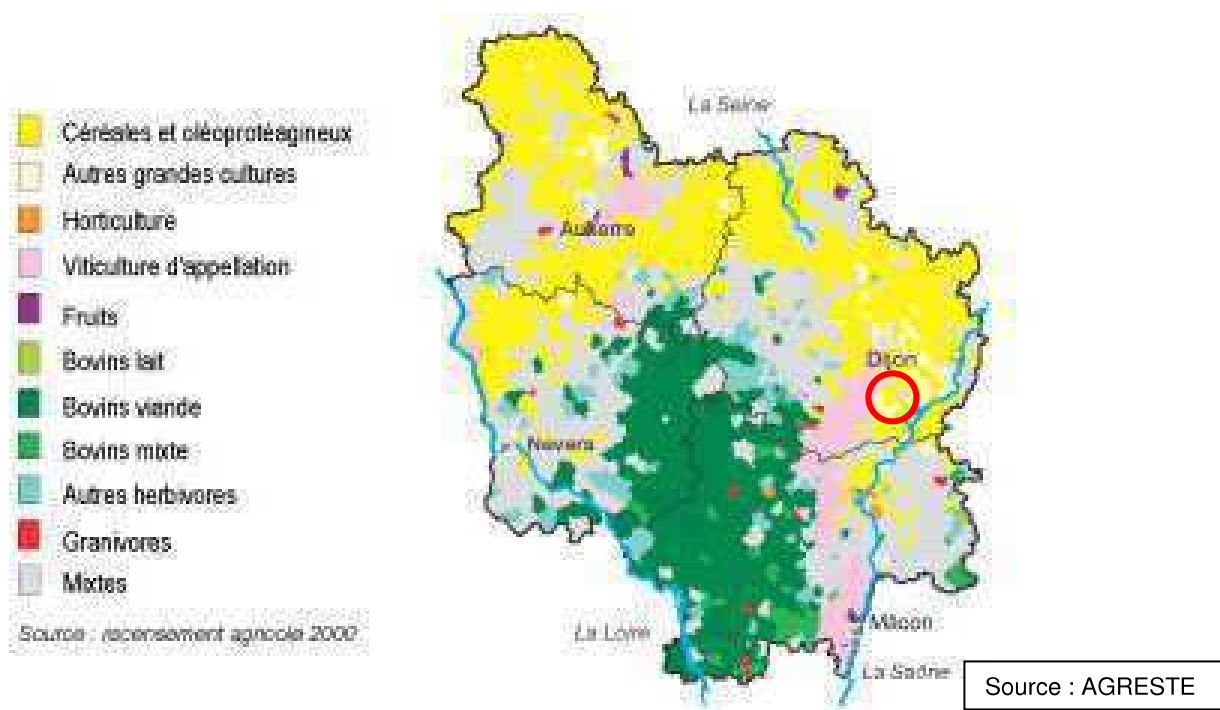 Céréales et oléoprotéagineux
Autres grandes cultures
Horticulture
Viticulture d'appellation
Fruits
Bovins lait
Bovins viande
Bovins mixte
Autres herbivores
Granivores
Mixtes
Source : recensement agricole 2000
La Seine
Auxerre
Dijon
Nevers
La Loire
Mâcon
La Saône
Source : AGRESTE